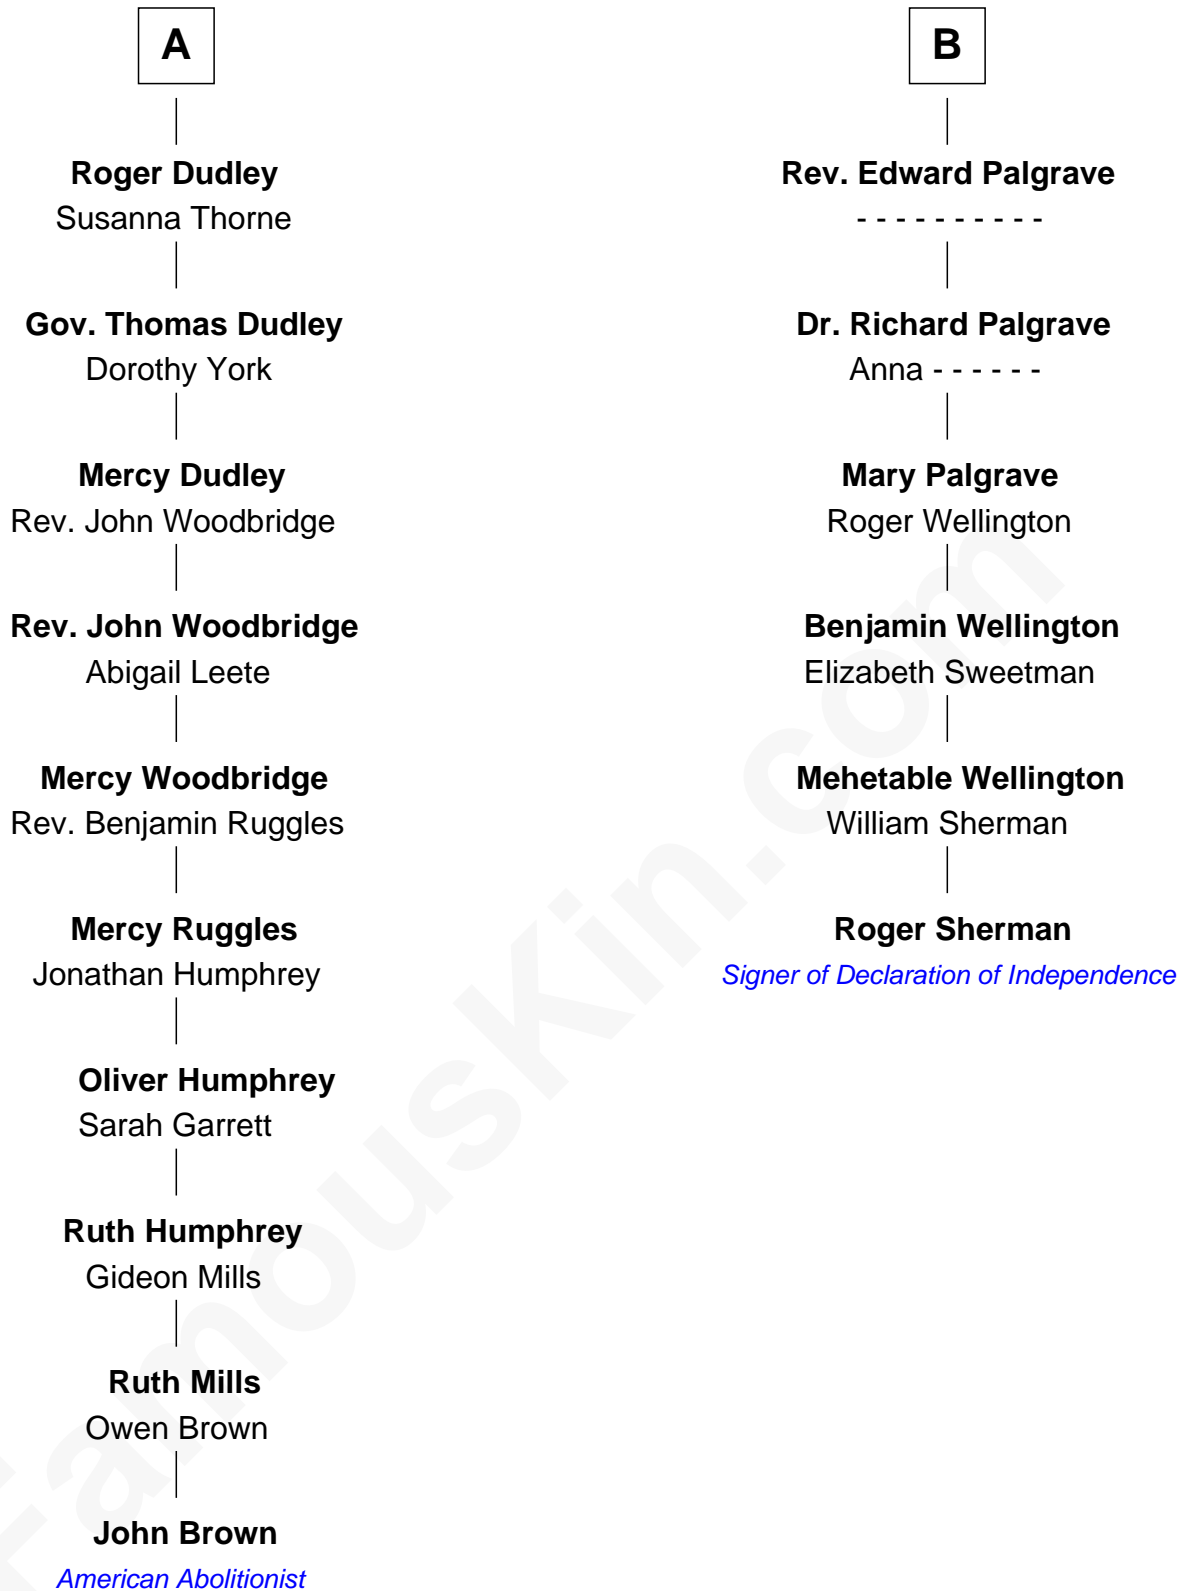 A
Roger Dudley
Susanna Thorne
Gov. Thomas Dudley
Dorothy York
Mercy Dudley
Rev. John Woodbridge
Rev. John Woodbridge
Abigail Leete
Mercy Woodbridge
Rev. Benjamin Ruggles
Mercy Ruggles
Jonathan Humphrey
Oliver Humphrey
Sarah Garrett
Ruth Humphrey
Gideon Mills
Ruth Mills
Owen Brown
John Brown
American Abolitionist
B
Rev. Edward Palgrave
- - - - - - - - - -
Dr. Richard Palgrave
Anna - - - - - -
Mary Palgrave
Roger Wellington
Benjamin Wellington
Elizabeth Sweetman
Mehetable Wellington
William Sherman
Roger Sherman
Signer of Declaration of Independence
FamousKin.com